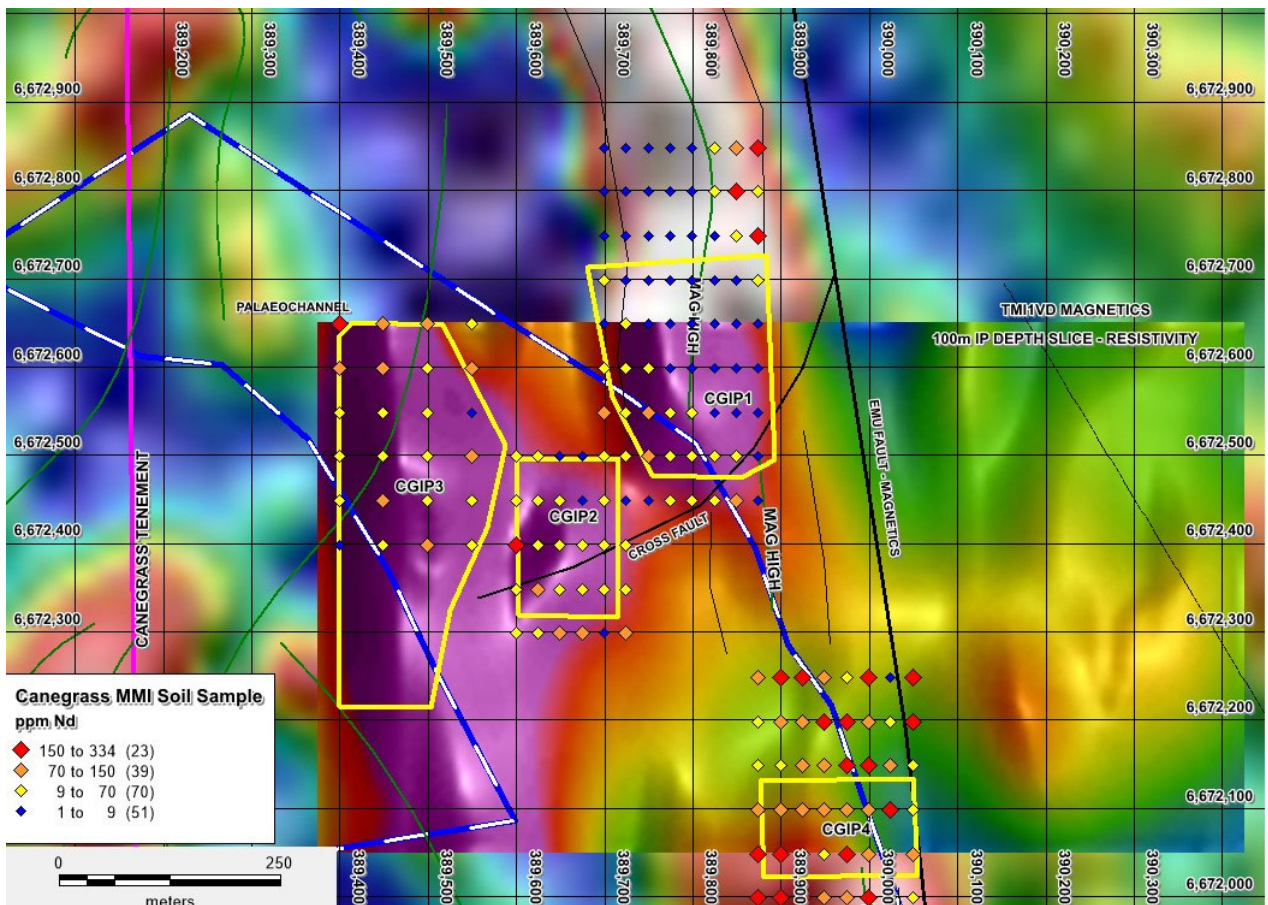 389,200
389,300
389,400
389,500
389,600
389,700
389,800
389,900
390,000
390,100
390,200
390,300
6,672,900
6,672,900
6,672,800
6,672,800
6,672,700
6,672,700
PALAEOCHANNEL
MAG HIGH
TMI1VD MAGNETICS
100m IP DEPTH SLICE - RESISTIVITY
6,672,600
6,672,600
CGIP1
EMU FAULT - MAGNETICS
6,672,500
6,672,500
CANEGRASS TENEMENT
CGIP3
CGIP2
CROSS FAULT
MAG HIGH
6,672,400
6,672,400
6,672,300
6,672,300
Canegrass MMI Soil Sample
ppm Nd
150 to 334 (23)
70 to 150 (39)
9 to 70 (70)
1 to 9 (51)
6,672,200
6,672,100
CGIP4
6,672,000
0 250
meters
389,400
389,500
389,600
389,700
389,800
389,900
390,000
390,100
390,200
390,300